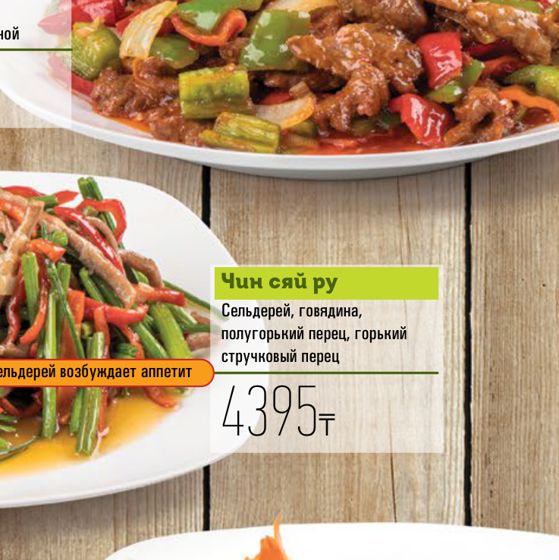 ной
Чин сяй ру
Сельдерей, говядина,
полугорький перец, горький
стручковый перец
ельдерей возбуждает аппетит
4395₸